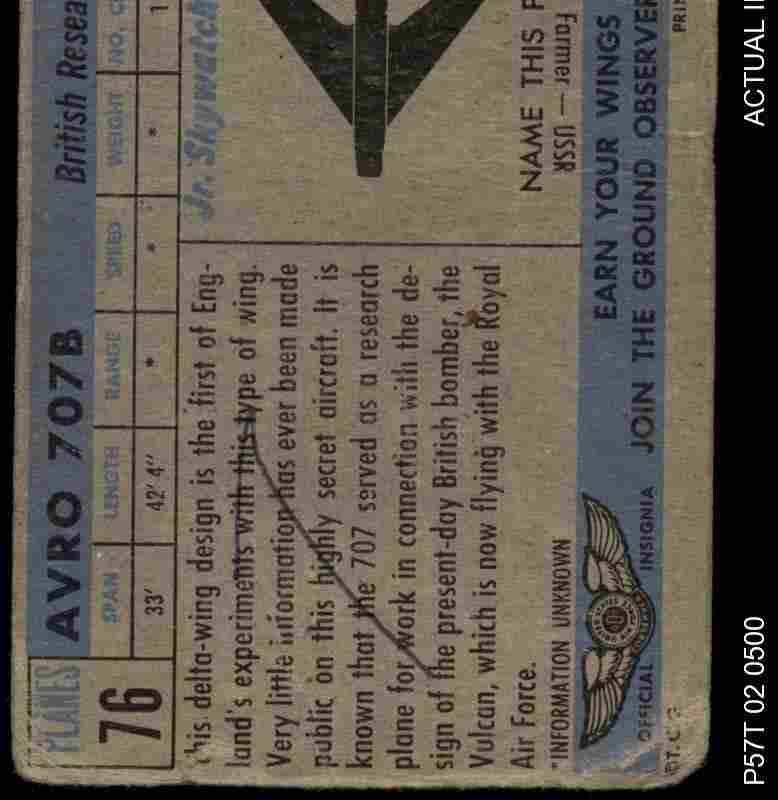 PLANES
76
AVRO 707B
British Resea
SPAN LENGTH RANGE SPEED WEIGHT NO. C
33' 42' 4" * * * 1
This delta-wing design is the first of Eng-
land's experiments with this type of wing.
Very little information has ever been made
public on this highly secret aircraft. It is
known that the 707 served as a research
plane for work in connection with the de-
sign of the present-day British bomber, the
Vulcan, which is now flying with the Royal
Air Force.
*INFORMATION UNKNOWN
Jr. Skywatch
NAME THIS P
Farmer — USSR
OFFICIAL INSIGNIA
EARN YOUR WINGS
JOIN THE GROUND OBSERVER
PRIN
P57T 02 0500
ACTUAL